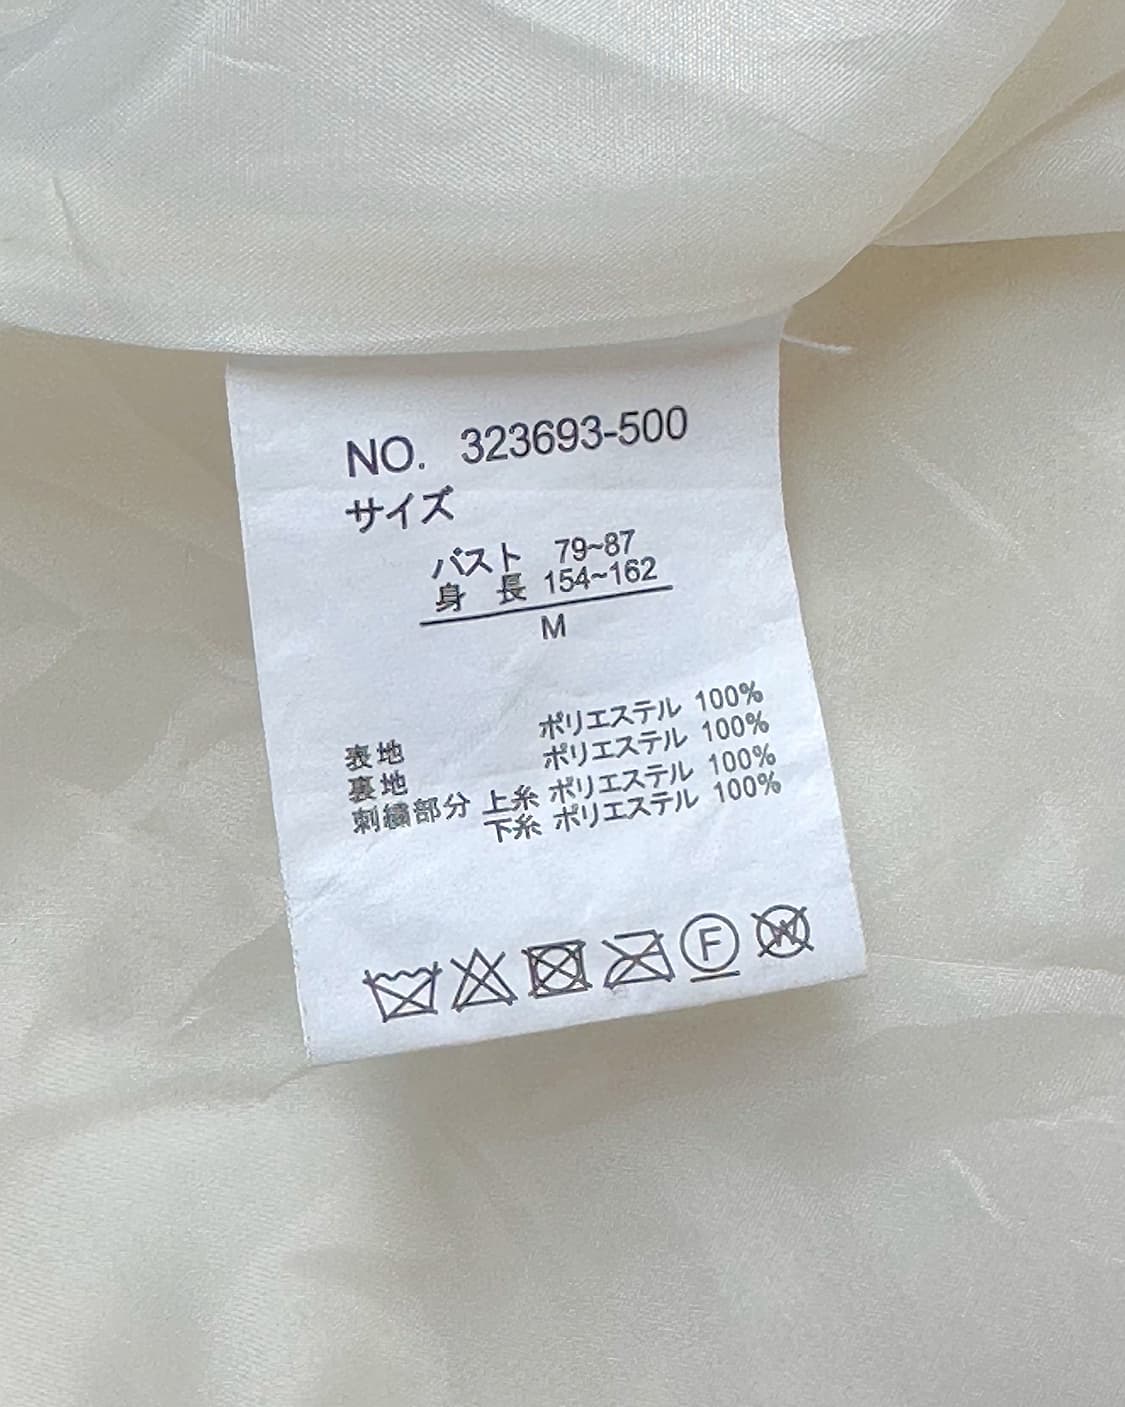 NO. 323693-500
サイズ
バスト 79~87
身 長 154~162
M
表地 ポリエステル 100%
裏地 ポリエステル 100%
刺繍部分 上糸 ポリエステル 100%
下糸 ポリエステル 100%
F
W